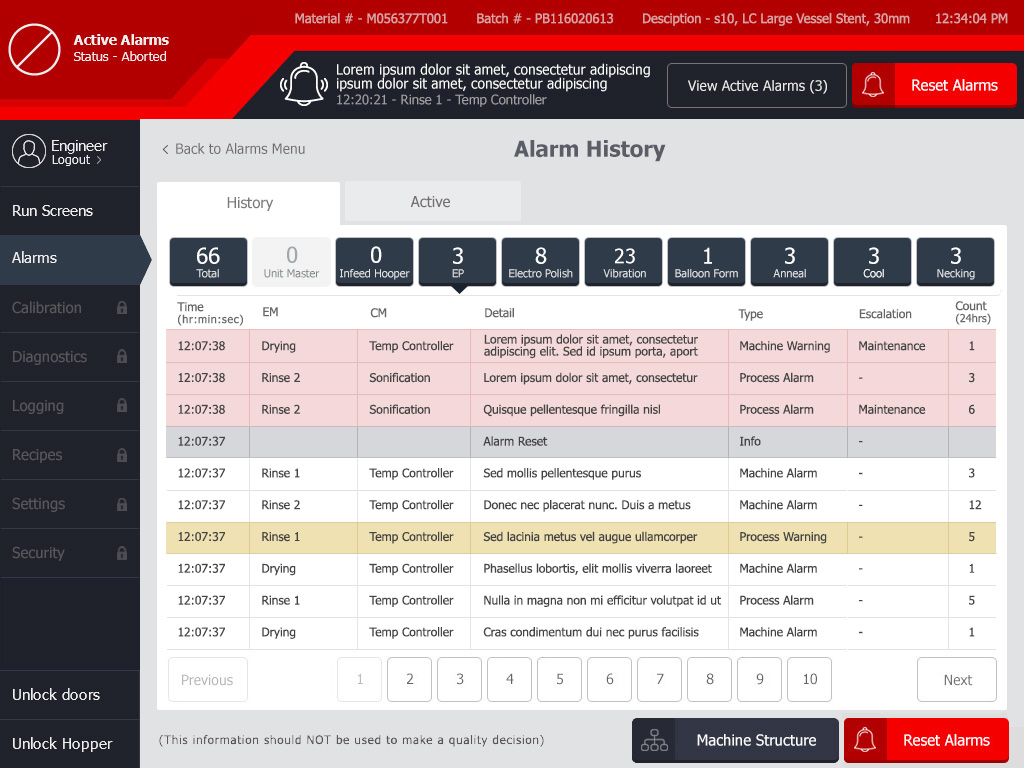 Material # - M056377T001 Batch # - PB116020613 Desciption - s10, LC Large Vessel Stent, 30mm 12:34:04 PM
Active Alarms
Status - Aborted
Lorem ipsum dolor sit amet, consectetur adipiscing
ipsum dolor sit amet, consectetur adipiscing
12:20:21 - Rinse 1 - Temp Controller
View Active Alarms (3)
Reset Alarms
Engineer
Logout >
Run Screens
Alarms
Calibration
Diagnostics
Logging
Recipes
Settings
Security
Unlock doors
Unlock Hopper
< Back to Alarms Menu
Alarm History
History
Active
66 Total
0 Unit Master
0 Infeed Hooper
3 EP
8 Electro Polish
23 Vibration
1 Balloon Form
3 Anneal
3 Cool
3 Necking
Time (hr:min:sec) EM CM Detail Type Escalation Count (24hrs)
12:07:38 Drying Temp Controller Lorem ipsum dolor sit amet, consectetur Machine Warning Maintenance 1
adipiscing elit. Sed id ipsum porta, aport
12:07:38 Rinse 2 Sonification Lorem ipsum dolor sit amet, consectetur Process Alarm - 3
12:07:38 Rinse 2 Sonification Quisque pellentesque fringilla nisl Process Alarm Maintenance 6
12:07:37 Alarm Reset Info -
12:07:37 Rinse 1 Temp Controller Sed mollis pellentesque purus Machine Alarm - 3
12:07:37 Rinse 2 Temp Controller Donec nec placerat nunc. Duis a metus Machine Alarm - 12
12:07:37 Rinse 1 Temp Controller Sed lacinia metus vel augue ullamcorper Process Warning - 5
12:07:37 Drying Temp Controller Phasellus lobortis, elit mollis viverra laoreet Machine Alarm - 1
12:07:37 Rinse 1 Temp Controller Nulla in magna non mi efficitur volutpat id ut Process Alarm - 5
12:07:37 Drying Temp Controller Cras condimentum dui nec purus facilisis Machine Alarm - 1
Previous 1 2 3 4 5 6 7 8 9 10 Next
(This information should NOT be used to make a quality decision)
Machine Structure
Reset Alarms